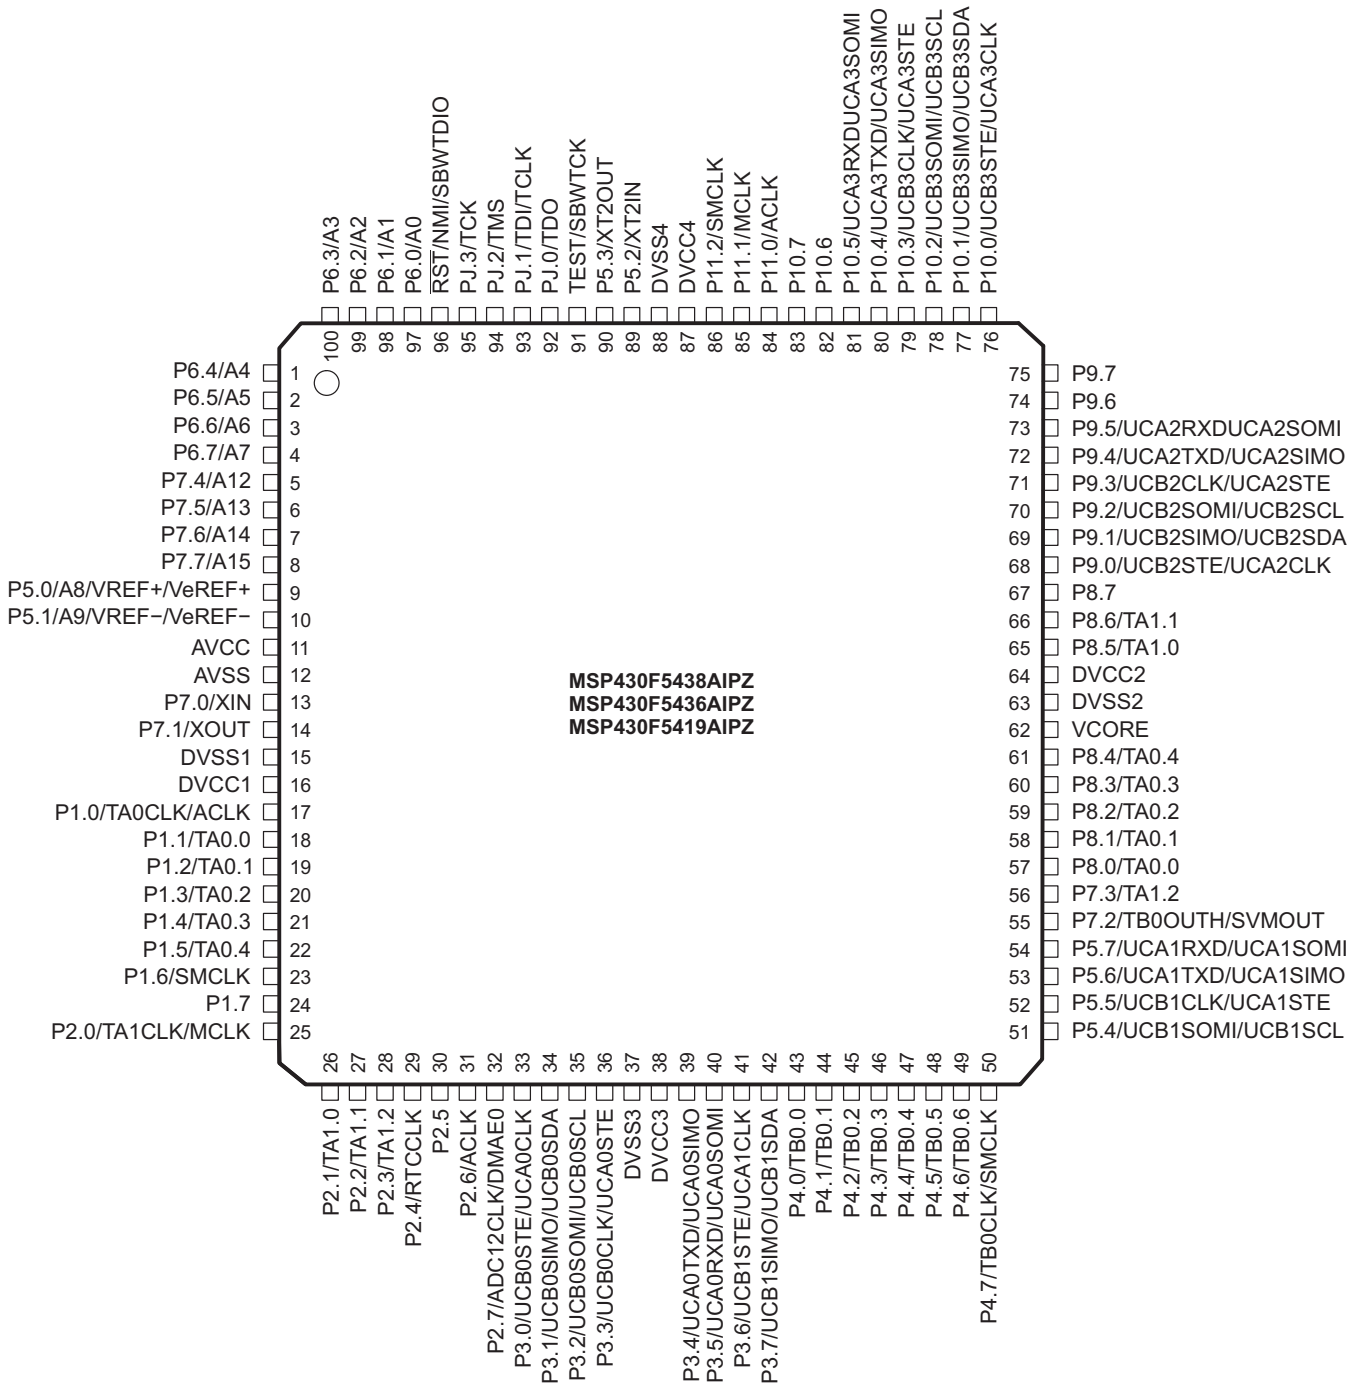 P6.3/A3
P6.2/A2
P6.1/A1
P6.0/A0
RST/NMI/SBWTDIO
PJ.3/TCK
PJ.2/TMS
PJ.1/TDI/TCLK
PJ.0/TDO
TEST/SBWTCK
P5.3/XT2OUT
P5.2/XT2IN
DVSS4
DVCC4
P11.2/SMCLK
P11.1/MCLK
P11.0/ACLK
P10.7
P10.6
P10.5/UCA3RXDUCA3SOMI
P10.4/UCA3TXD/UCA3SIMO
P10.3/UCB3CLK/UCA3STE
P10.2/UCB3SOMI/UCB3SCL
P10.1/UCB3SIMO/UCB3SDA
P10.0/UCB3STE/UCA3CLK
100
99
98
97
96
95
94
93
92
91
90
89
88
87
86
85
84
83
82
81
80
79
78
77
76
P6.4/A4 1
P6.5/A5 2
P6.6/A6 3
P6.7/A7 4
P7.4/A12 5
P7.5/A13 6
P7.6/A14 7
P7.7/A15 8
P5.0/A8/VREF+/VeREF+ 9
P5.1/A9/VREF−/VeREF− 10
AVCC 11
AVSS 12
P7.0/XIN 13
P7.1/XOUT 14
DVSS1 15
DVCC1 16
P1.0/TA0CLK/ACLK 17
P1.1/TA0.0 18
P1.2/TA0.1 19
P1.3/TA0.2 20
P1.4/TA0.3 21
P1.5/TA0.4 22
P1.6/SMCLK 23
P1.7 24
P2.0/TA1CLK/MCLK 25
MSP430F5438AIPZ
MSP430F5436AIPZ
MSP430F5419AIPZ
75 P9.7
74 P9.6
73 P9.5/UCA2RXDUCA2SOMI
72 P9.4/UCA2TXD/UCA2SIMO
71 P9.3/UCB2CLK/UCA2STE
70 P9.2/UCB2SOMI/UCB2SCL
69 P9.1/UCB2SIMO/UCB2SDA
68 P9.0/UCB2STE/UCA2CLK
67 P8.7
66 P8.6/TA1.1
65 P8.5/TA1.0
64 DVCC2
63 DVSS2
62 VCORE
61 P8.4/TA0.4
60 P8.3/TA0.3
59 P8.2/TA0.2
58 P8.1/TA0.1
57 P8.0/TA0.0
56 P7.3/TA1.2
55 P7.2/TB0OUTH/SVMOUT
54 P5.7/UCA1RXD/UCA1SOMI
53 P5.6/UCA1TXD/UCA1SIMO
52 P5.5/UCB1CLK/UCA1STE
51 P5.4/UCB1SOMI/UCB1SCL
26
27
28
29
30
31
32
33
34
35
36
37
38
39
40
41
42
43
44
45
46
47
48
49
50
P2.1/TA1.0
P2.2/TA1.1
P2.3/TA1.2
P2.4/RTCCLK
P2.5
P2.6/ACLK
P2.7/ADC12CLK/DMAE0
P3.0/UCB0STE/UCA0CLK
P3.1/UCB0SIMO/UCB0SDA
P3.2/UCB0SOMI/UCB0SCL
P3.3/UCB0CLK/UCA0STE
DVSS3
DVCC3
P3.4/UCA0TXD/UCA0SIMO
P3.5/UCA0RXD/UCA0SOMI
P3.6/UCB1STE/UCA1CLK
P3.7/UCB1SIMO/UCB1SDA
P4.0/TB0.0
P4.1/TB0.1
P4.2/TB0.2
P4.3/TB0.3
P4.4/TB0.4
P4.5/TB0.5
P4.6/TB0.6
P4.7/TB0CLK/SMCLK